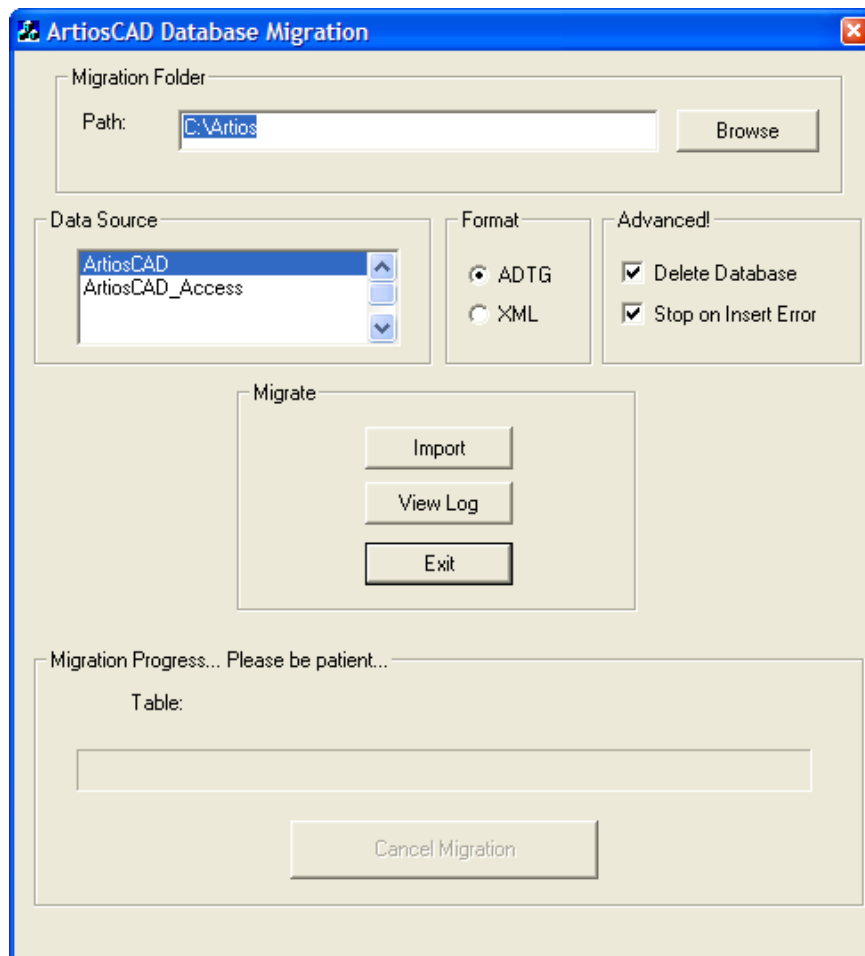 ArtiosCAD Database Migration
Migration Folder
Path:
C:\Artios
Browse
Data Source
ArtiosCAD
ArtiosCAD_Access
Format
ADTG
XML
Advanced!
Delete Database
Stop on Insert Error
Migrate
Import
View Log
Exit
Migration Progress... Please be patient...
Table:
Cancel Migration